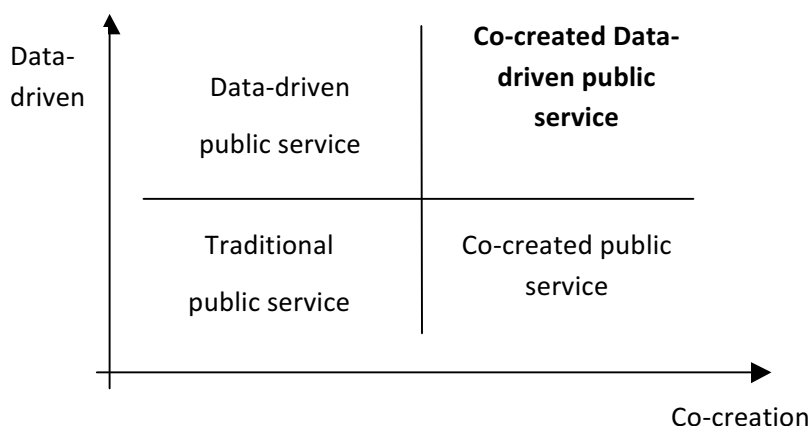 Data-
driven
Data-driven
public service
Co-created Data-
driven public
service
Traditional
public service
Co-created public
service
Co-creation